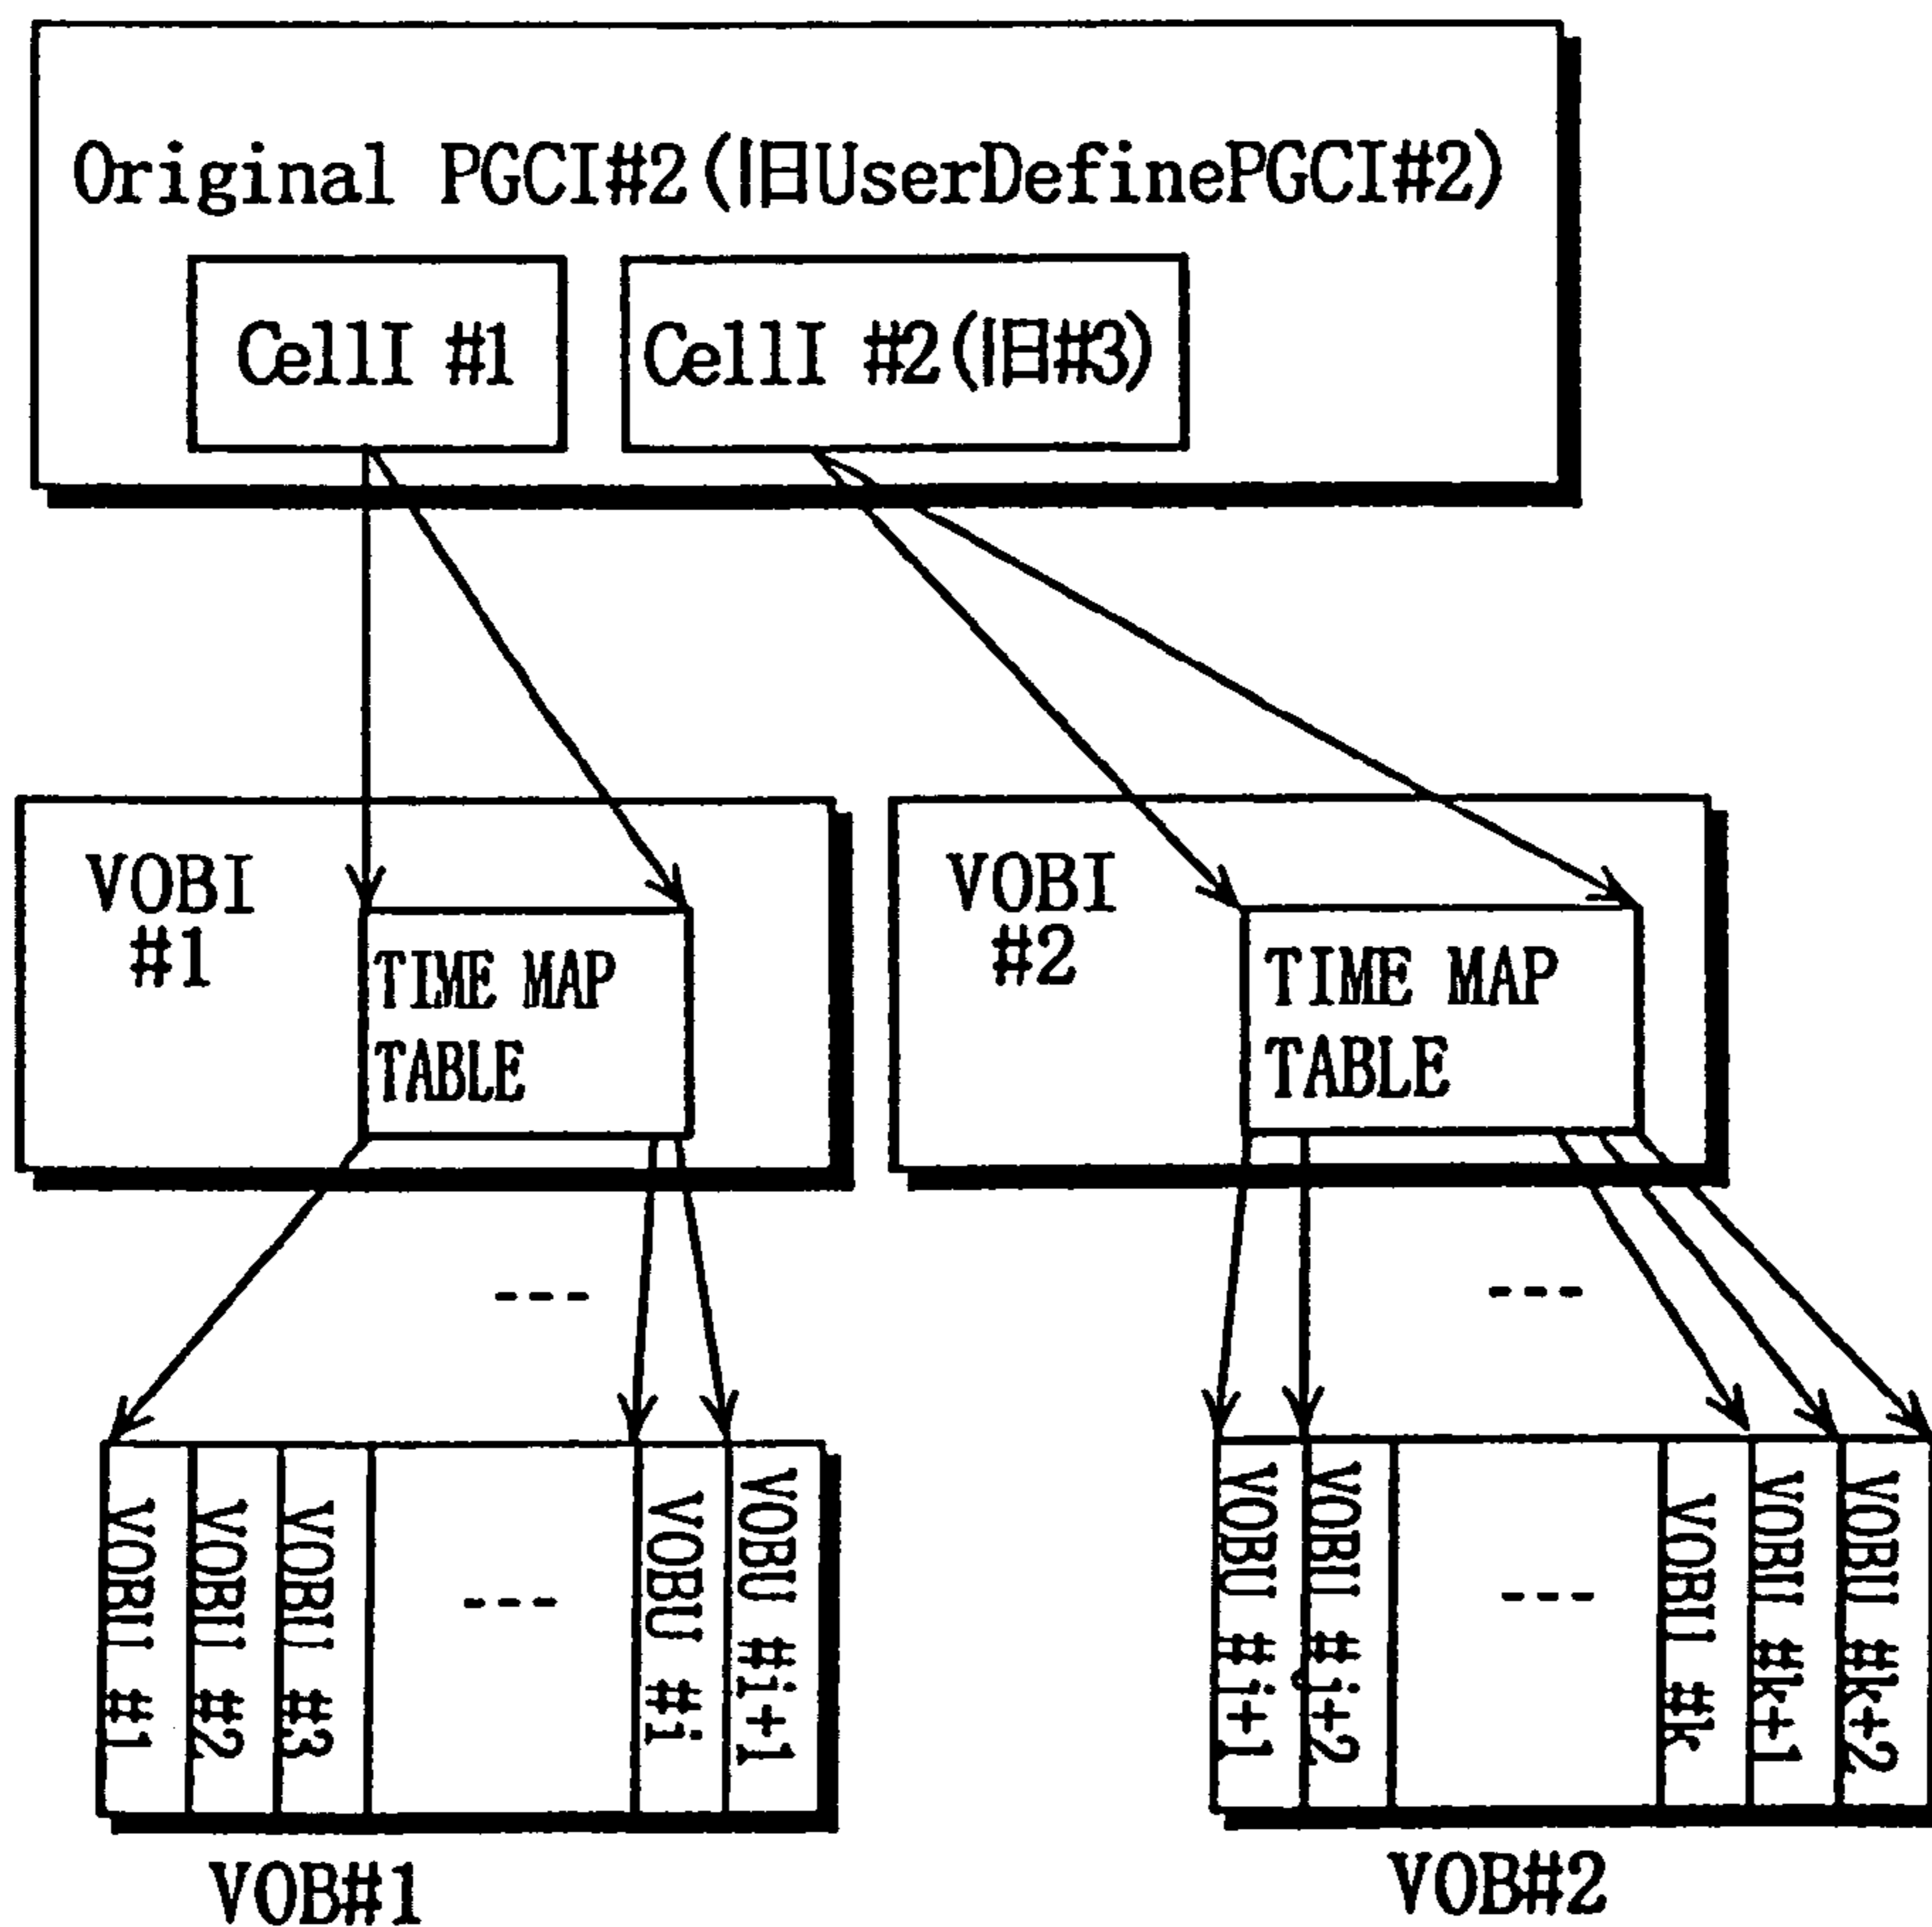 Original PGCI#2(旧UserDefinePGCI#2)
CellI #1
CellI #2(旧#3)
VOBI
#1
TIME MAP
TABLE
VOBI
#2
TIME MAP
TABLE
---
---
VOBU #1
VOBU #2
VOBU #3
---
VOBU #i
VOBU #i+1
VOBU #j+1
VOBU #j+2
---
VOBU #k
VOBU #k+1
VOBU #k+2
VOB#1
VOB#2